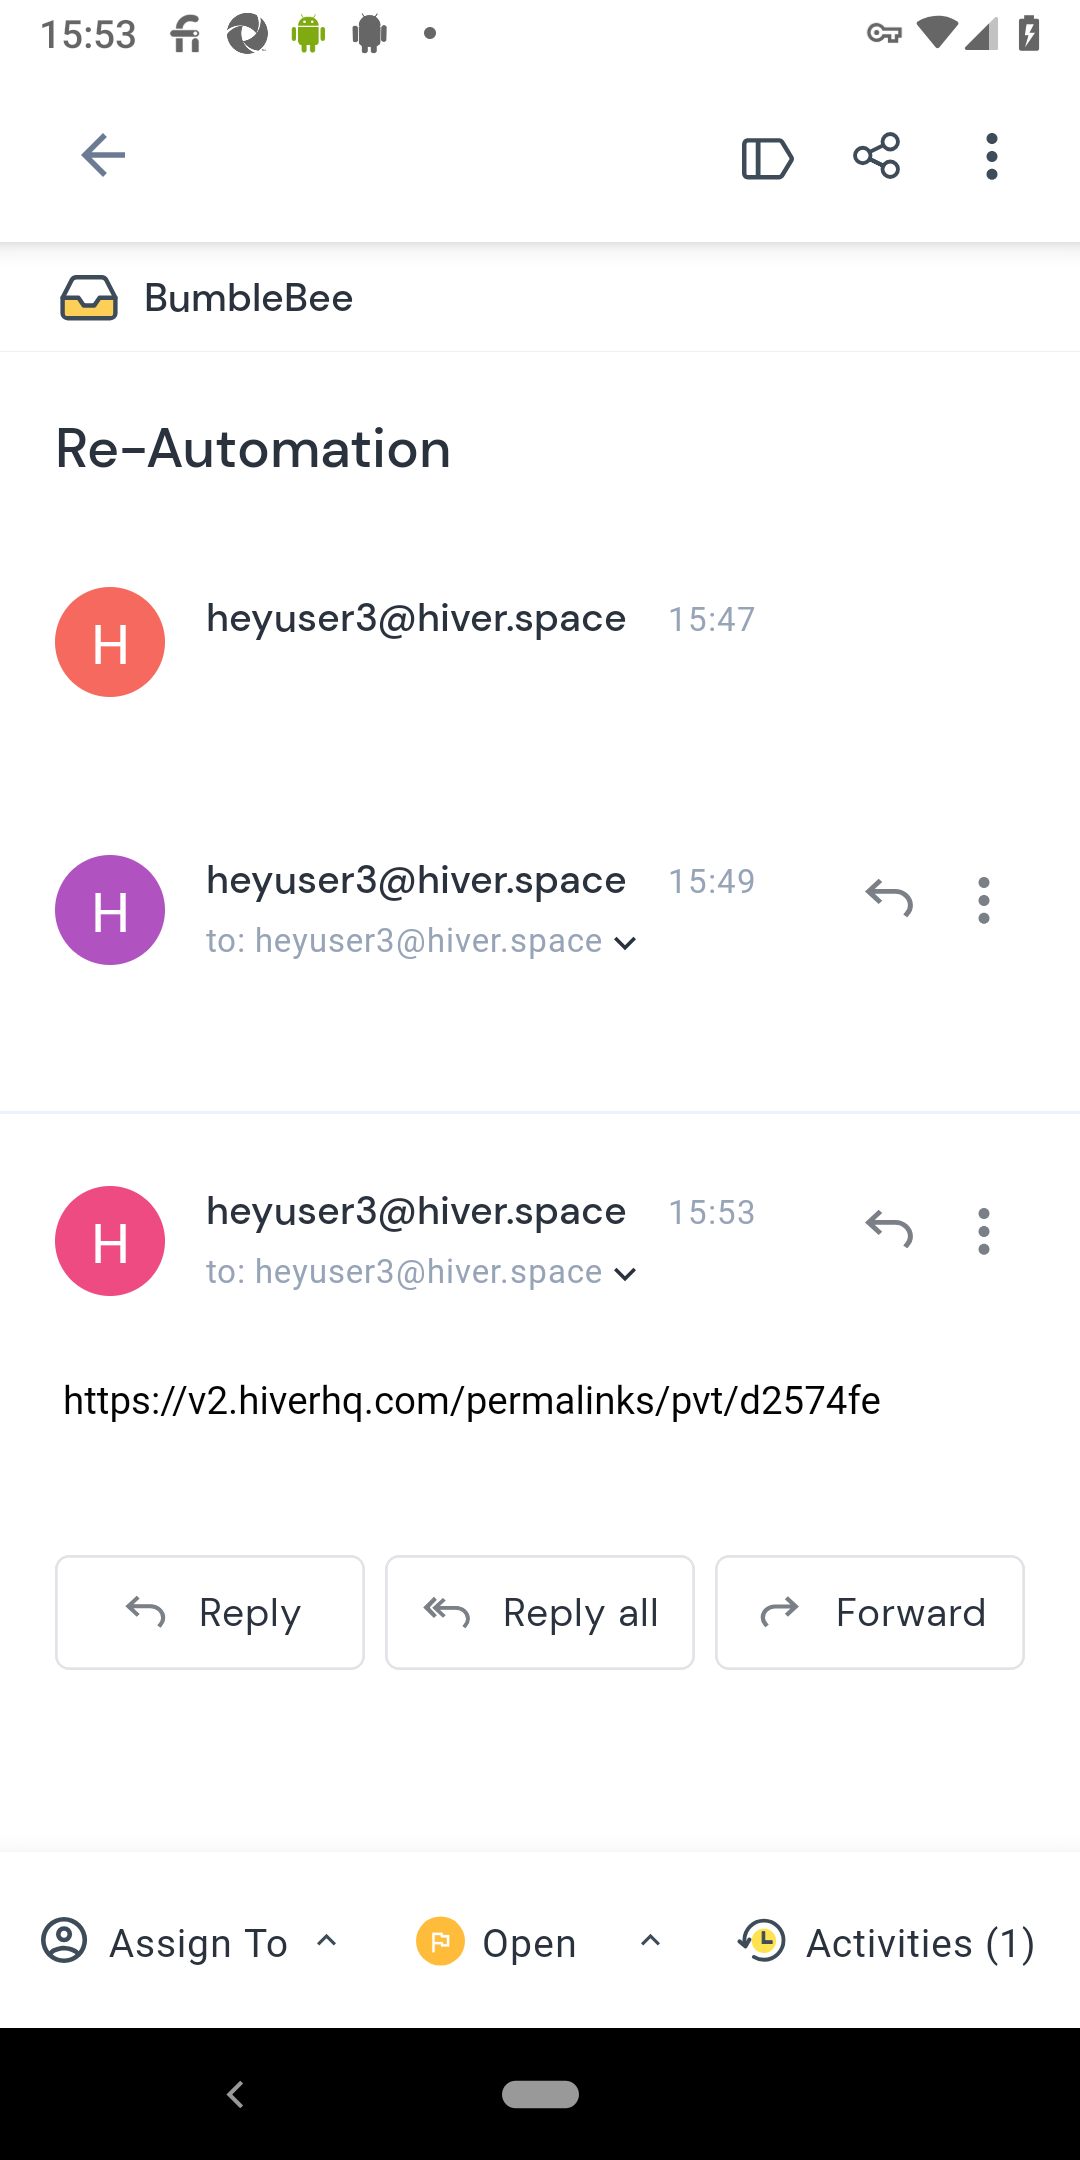 15:53
BumbleBee
Re-Automation
H
heyuser3@hiver.space 15:47
H
heyuser3@hiver.space 15:49
to: heyuser3@hiver.space
H
heyuser3@hiver.space 15:53
to: heyuser3@hiver.space
https://v2.hiverhq.com/permalinks/pvt/d2574fe
Reply Reply all Forward
Assign To Open Activities (1)